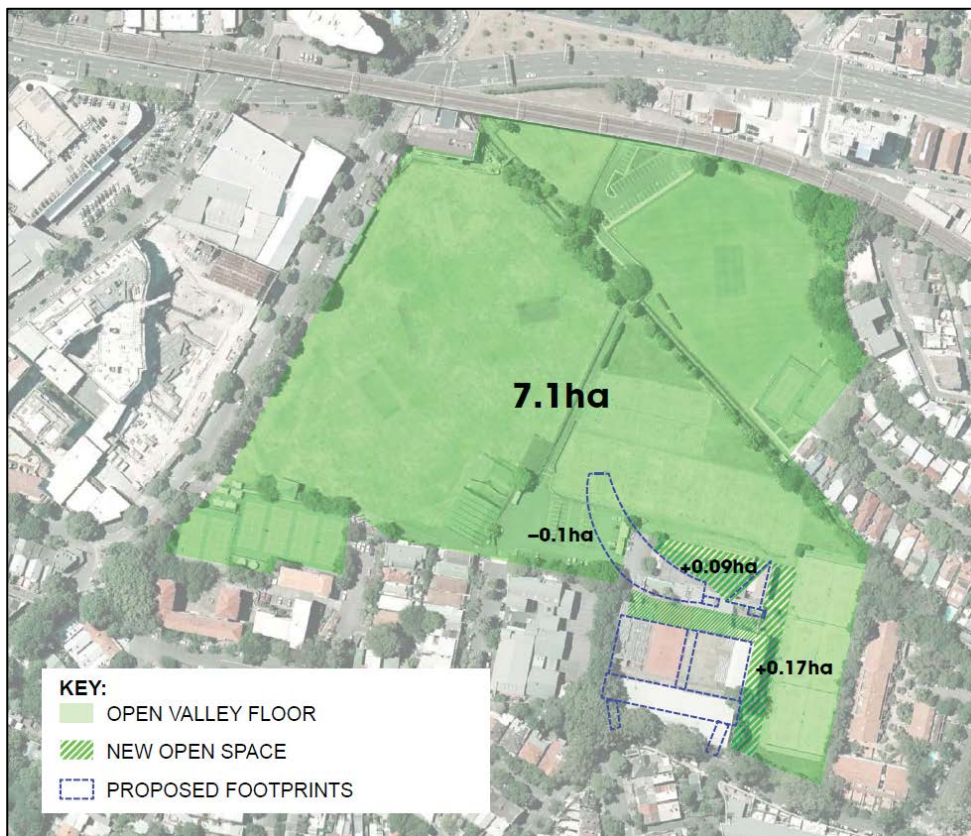 7.1ha
–0.1ha
+0.09ha
+0.17ha
KEY:
OPEN VALLEY FLOOR
NEW OPEN SPACE
PROPOSED FOOTPRINTS